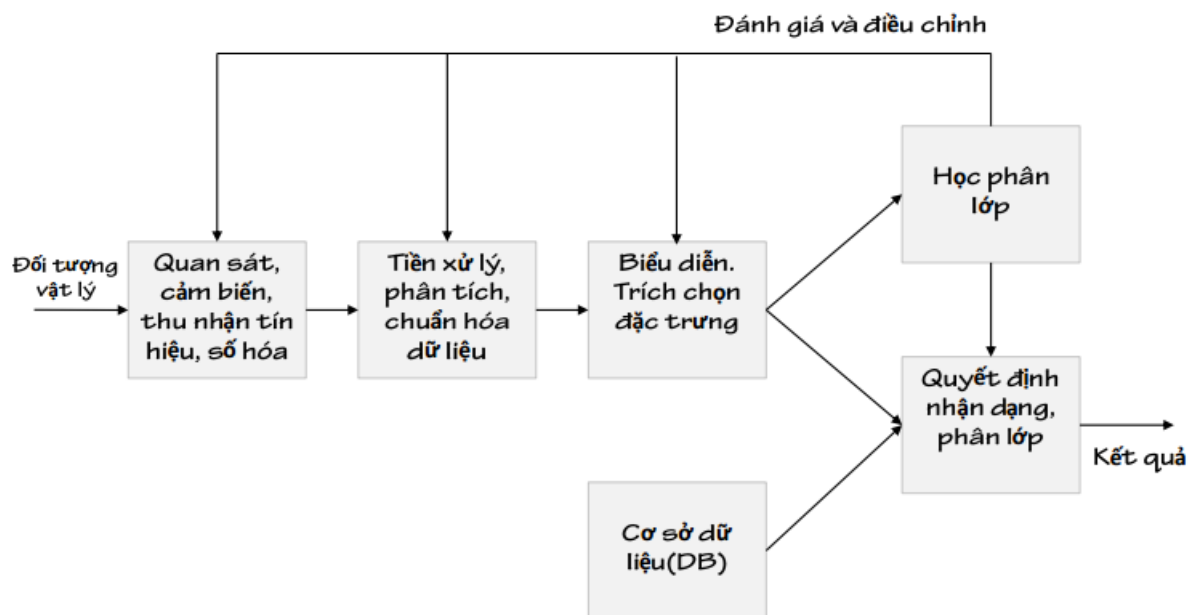 Đánh giá và điều chỉnh
Học phân
lớp
Đối tượng
vật lý
Quan sát,
cảm biến,
thu nhận tín
hiệu, số hóa
Tiền xử lý,
phân tích,
chuẩn hóa
dữ liệu
Biểu diễn.
Trích chọn
đặc trưng
Quyết định
nhận dạng,
phân lớp
Kết quả
Cơ sở dữ
liệu(DB)